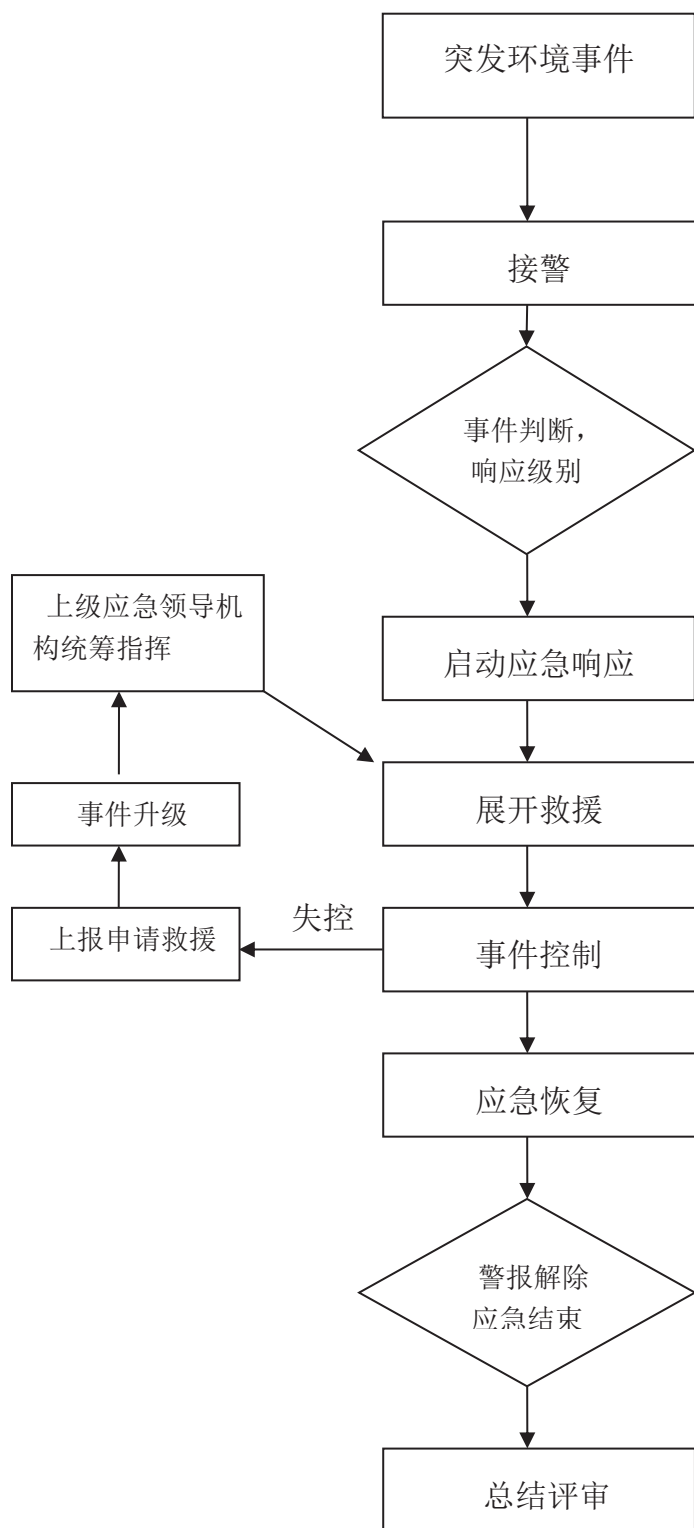 突发环境事件
接警
事件判断，
响应级别
上级应急领导机
构统筹指挥
启动应急响应
事件升级
展开救援
失控
上报申请救援
事件控制
应急恢复
警报解除
应急结束
总结评审